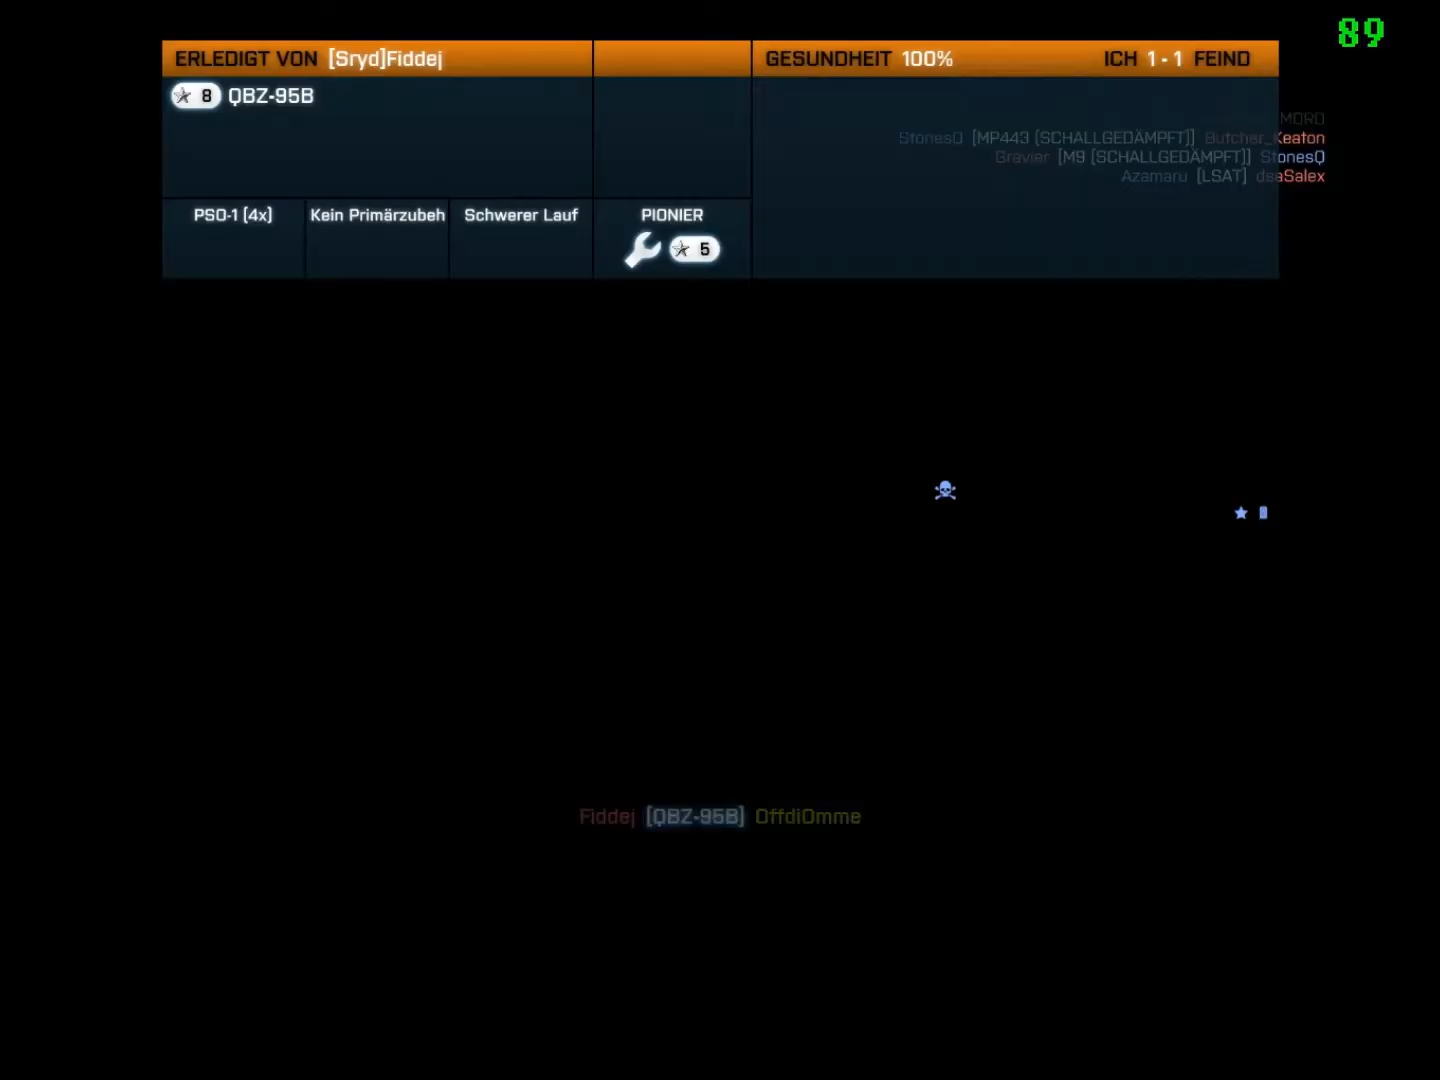 89
ERLEDIGT VON [Sryd]Fiddej
GESUNDHEIT 100% ICH 1 - 1 FEIND
8 QBZ-95B
MORD
StonesQ [MP443 [SCHALLGEDÄMPFT]] Butcher_Keaton
Gravier [M9 [SCHALLGEDÄMPFT]] StonesQ
Azamaru [LSAT] dsaSalex
PSO-1 [4x] Kein Primärzubeh Schwerer Lauf PIONIER
5
Fiddej [QBZ-95B] OffdiOmme